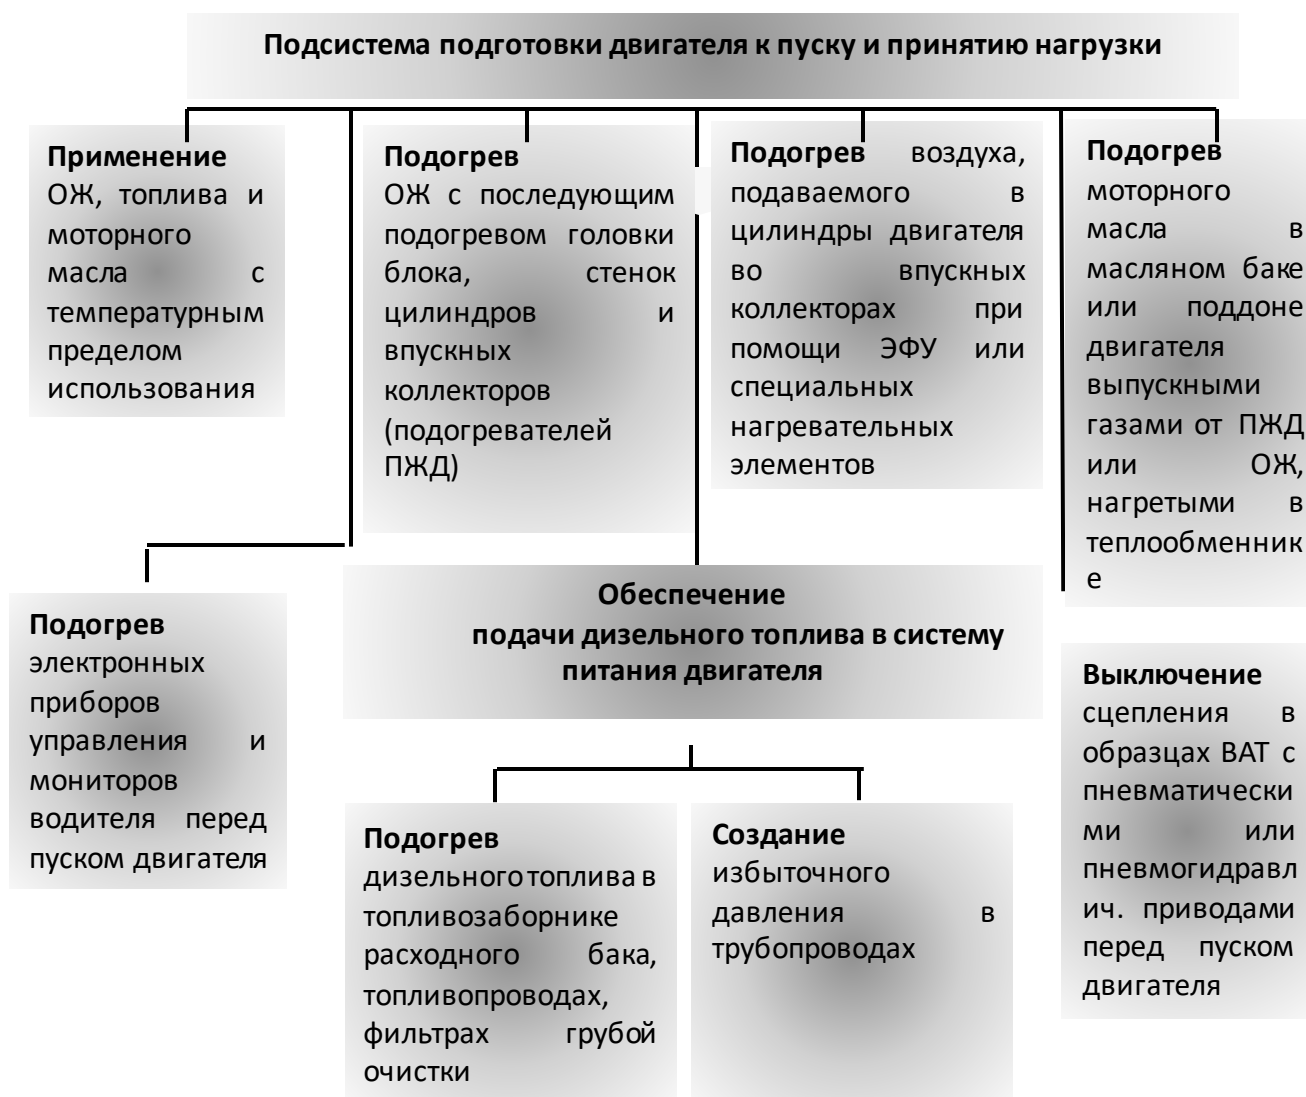 Подсистема подготовки двигателя к пуску и принятию нагрузки
Применение
ОЖ, топлива и
моторного
масла с
температурным
пределом
использования
Подогрев
ОЖ с последующим
подогревом головки
блока, стенок
цилиндров и
впускных
коллекторов
(подогревателей
ПЖД)
Подогрев воздуха,
подаваемого в
цилиндры двигателя
во впускных
коллекторах при
помощи ЭФУ или
специальных
нагревательных
элементов
Подогрев
моторного
масла в
масляном баке
или поддоне
двигателя
выпускными
газами от ПЖД
или ОЖ,
нагретыми в
теплообменник
е
Подогрев
электронных
приборов
управления и
мониторов
водителя перед
пуском двигателя
Обеспечение
подачи дизельного топлива в систему
питания двигателя
Выключение
сцепления в
образцах ВАТ с
пневматически
ми или
пневмогидравл
ич. приводами
перед пуском
двигателя
Подогрев
дизельного топлива в
топливозаборнике
расходного бака,
топливопроводах,
фильтрах грубой
очистки
Создание
избыточного
давления в
трубопроводах